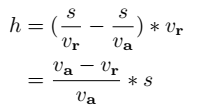 h = (s/v_r − s/v_a) * v_r
= (v_a − v_r)/v_a * s